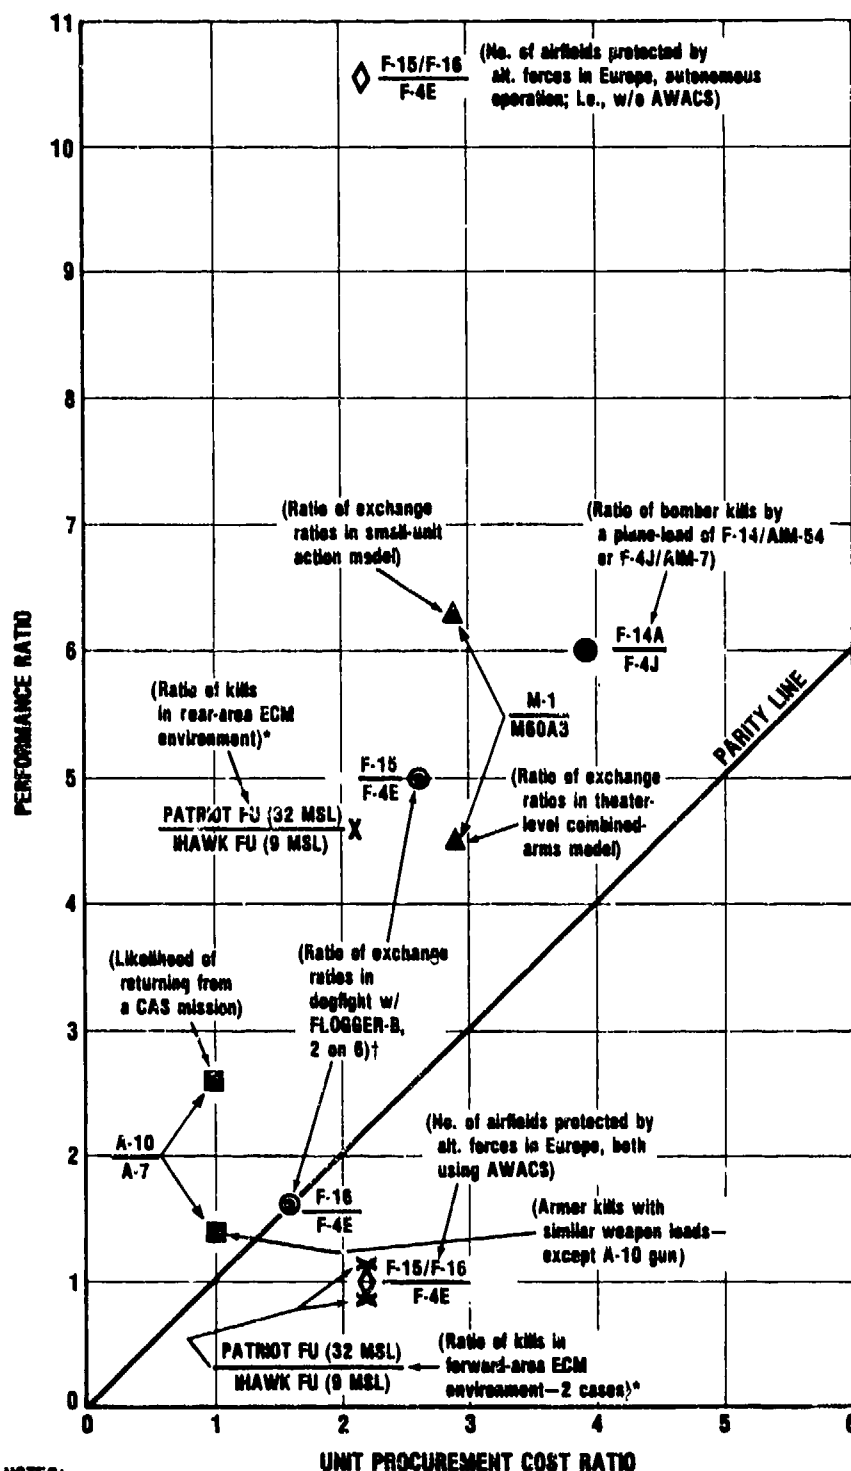 11
10
9
8
7
6
5
4
3
2
1
0
PERFORMANCE RATIO
F-15/F-16
F-4E
(No. of airfields protected by
alt. forces in Europe, autonomous
operation; i.e., w/o AWACS)
(Ratio of exchange
ratios in small-unit
action model)
(Ratio of bomber kills by
a plane-load of F-14/AIM-54
or F-4J/AIM-7)
F-14A
F-4J
(Ratio of kills
in rear-area ECM
environment)*
M-1
M60A3
PARITY LINE
F-15
F-4E
(Ratio of exchange
ratios in theater-
level combined-
arms model)
PATRIOT FU (32 MSL)
IHAWK FU (9 MSL)
X
(Likelihood of
returning from
a CAS mission)
(Ratio of exchange
ratios in
dogfight w/
FLOGGER-B,
2 on 6)†
A-10
A-7
(No. of airfields protected by
alt. forces in Europe, both
using AWACS)
F-16
F-4E
(Armor kills with
similar weapon loads—
except A-10 gun)
F-15/F-16
F-4E
PATRIOT FU (32 MSL)
IHAWK FU (9 MSL)
(Ratio of kills in
forward-area ECM
environment—2 cases)*
0
1
2
3
4
5
6
UNIT PROCUREMENT COST RATIO
NOTES: